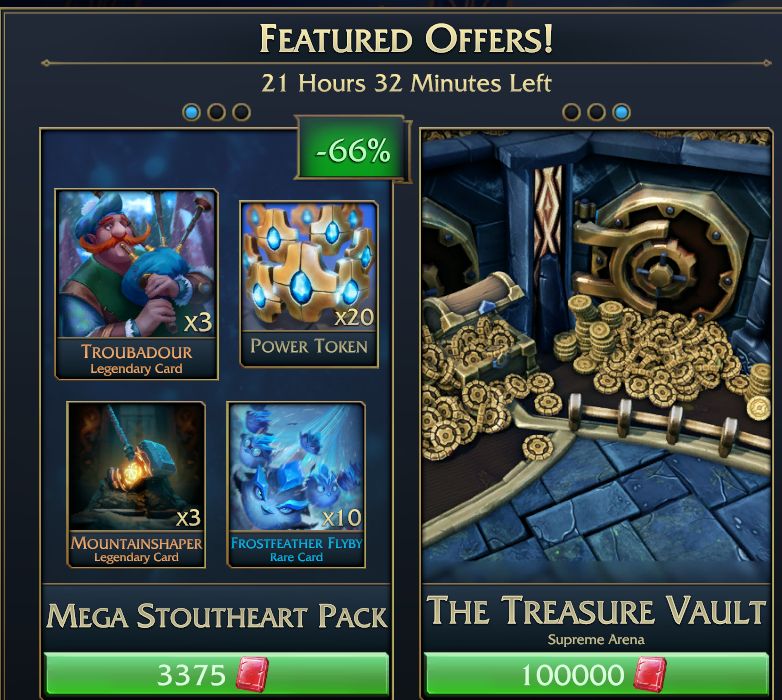 Featured Offers!
21 Hours 32 Minutes Left
-66%
x3
Troubadour
Legendary Card
x20
Power Token
x3
Mountainshaper
Legendary Card
x10
Frostfeather Flyby
Rare Card
Mega Stoutheart Pack
3375
The Treasure Vault
Supreme Arena
100000